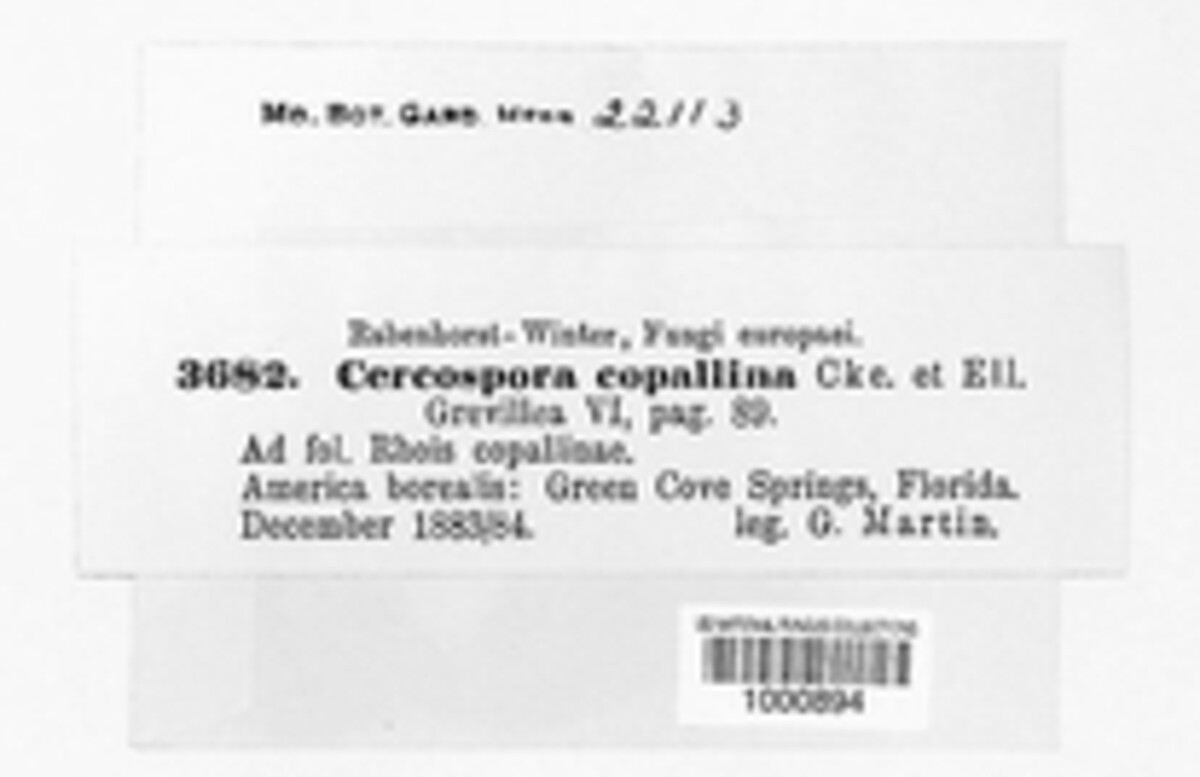 Mo. Bot. Gard. 22113
Rabenhorst-Winter, Fungi europaei.
3682. Cercospora copallina Cke. et Ell.
Grevillea VI, pag. 89.
Ad fol. Rhois copallinae.
America borealis: Green Cove Springs, Florida.
December 1883/84. leg. G. Martin.
1000894